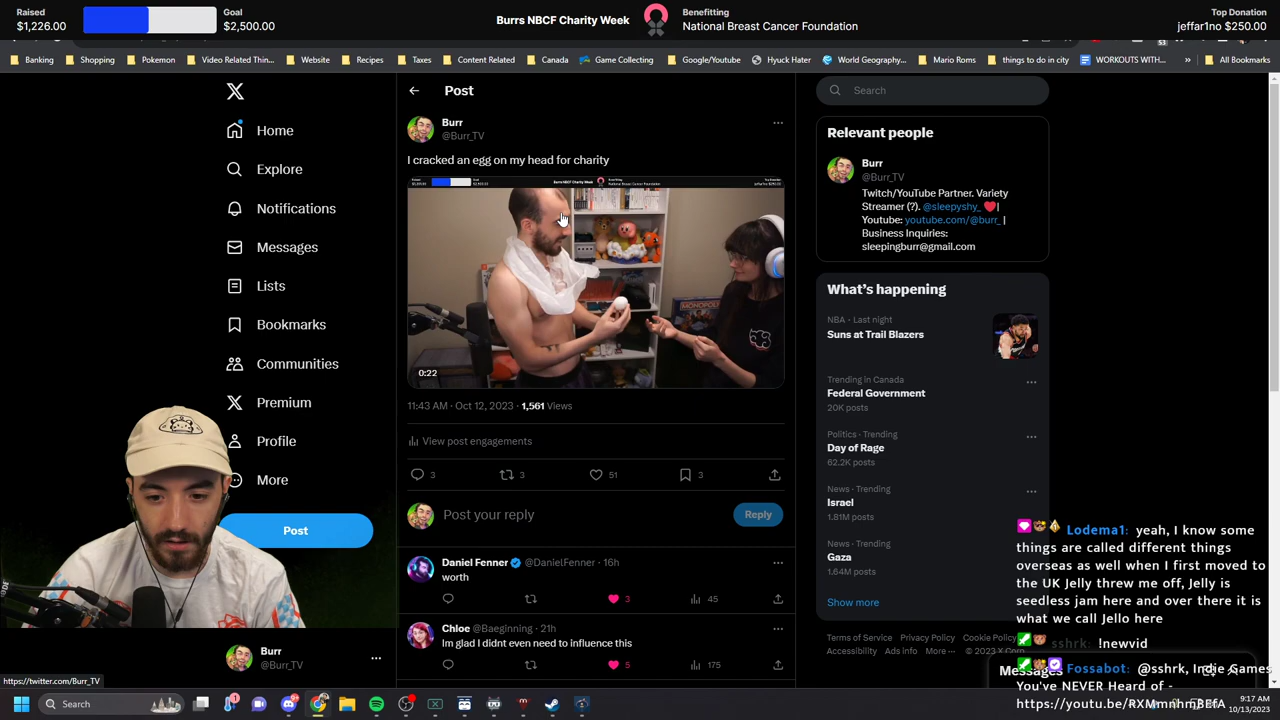 Raised
$1,226.00
Goal
$2,500.00
Burrs NBCF Charity Week
Benefitting
National Breast Cancer Foundation
Top Donation
jeffar1no $250.00
Banking
Shopping
Pokemon
Video Related Thin...
Website
Recipes
Taxes
Content Related
Canada
Game Collecting
Google/Youtube
Hyuck Hater
World Geography...
Mario Roms
things to do in city
WORKOUTS WITH...
»
All Bookmarks
Home
Explore
Notifications
Messages
Lists
Bookmarks
Communities
Premium
Profile
More
Post
Burr
@Burr_TV
https://twitter.com/Burr_TV
Post
Burr
@Burr_TV
I cracked an egg on my head for charity
MONOPOLY
0:22
11:43 AM · Oct 12, 2023 · 1,561 Views
View post engagements
3
3
51
3
Post your reply
Reply
Daniel Fenner @DanielFenner · 16h
worth
3
45
Chloe @Baeginning · 21h
Im glad I didnt even need to influence this
5
175
Search
Relevant people
Burr
@Burr_TV
Twitch/YouTube Partner. Variety
Streamer (?). @sleepyshy_ ❤️|
Youtube: youtube.com/@burr_ |
Business Inquiries:
sleepingburr@gmail.com
What's happening
NBA · Last night
Suns at Trail Blazers
Trending in Canada
Federal Government
20K posts
Politics · Trending
Day of Rage
62.2K posts
News · Trending
Israel
1.81M posts
News · Trending
Gaza
1.64M posts
Show more
Terms of Service Privacy Policy Cookie Policy
Accessibility Ads info More ··· © 2023 X Corp.
Messages
Lodema1: yeah, I know some
things are called different things
overseas as well when I first moved to
the UK Jelly threw me off, Jelly is
seedless jam here and over there it is
what we call Jello here
sshrk: !newvid
Fossabot: @sshrk, Indie Games
You've NEVER Heard of -
Search
9:17 AM
10/13/2023